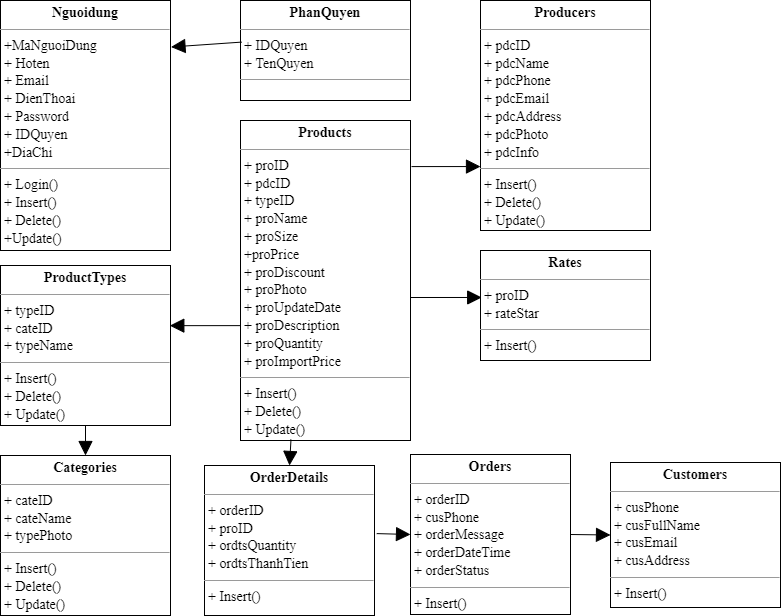 Nguoidung
+MaNguoiDung
+ Hoten
+ Email
+ DienThoai
+ Password
+ IDQuyen
+DiaChi
+ Login()
+ Insert()
+ Delete()
+Update()
PhanQuyen
+ IDQuyen
+ TenQuyen
Producers
+ pdcID
+ pdcName
+ pdcPhone
+ pdcEmail
+ pdcAddress
+ pdcPhoto
+ pdcInfo
+ Insert()
+ Delete()
+ Update()
Products
+ proID
+ pdcID
+ typeID
+ proName
+ proSize
+proPrice
+ proDiscount
+ proPhoto
+ proUpdateDate
+ proDescription
+ proQuantity
+ proImportPrice
+ Insert()
+ Delete()
+ Update()
Rates
+ proID
+ rateStar
+ Insert()
ProductTypes
+ typeID
+ cateID
+ typeName
+ Insert()
+ Delete()
+ Update()
Categories
+ cateID
+ cateName
+ typePhoto
+ Insert()
+ Delete()
+ Update()
OrderDetails
+ orderID
+ proID
+ ordtsQuantity
+ ordtsThanhTien
+ Insert()
Orders
+ orderID
+ cusPhone
+ orderMessage
+ orderDateTime
+ orderStatus
+ Insert()
Customers
+ cusPhone
+ cusFullName
+ cusEmail
+ cusAddress
+ Insert()